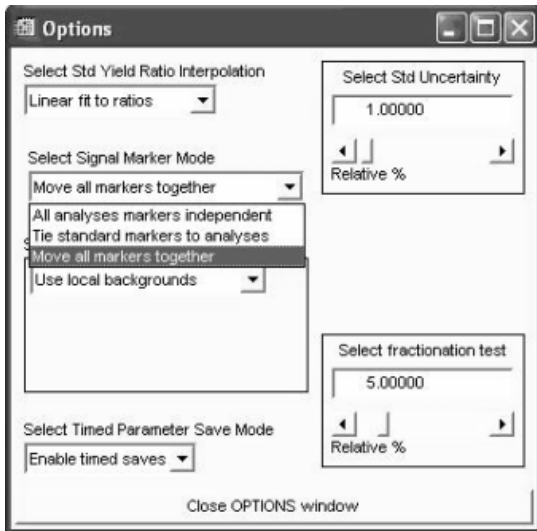 Options
Select Std Yield Ratio Interpolation
Linear fit to ratios
Select Signal Marker Mode
Move all markers together
All analyses markers independent
Tie standard markers to analyses
Move all markers together
Use local backgrounds
Select Timed Parameter Save Mode
Enable timed saves
Select Std Uncertainty
1.00000
Relative %
Select fractionation test
5.00000
Relative %
Close OPTIONS window